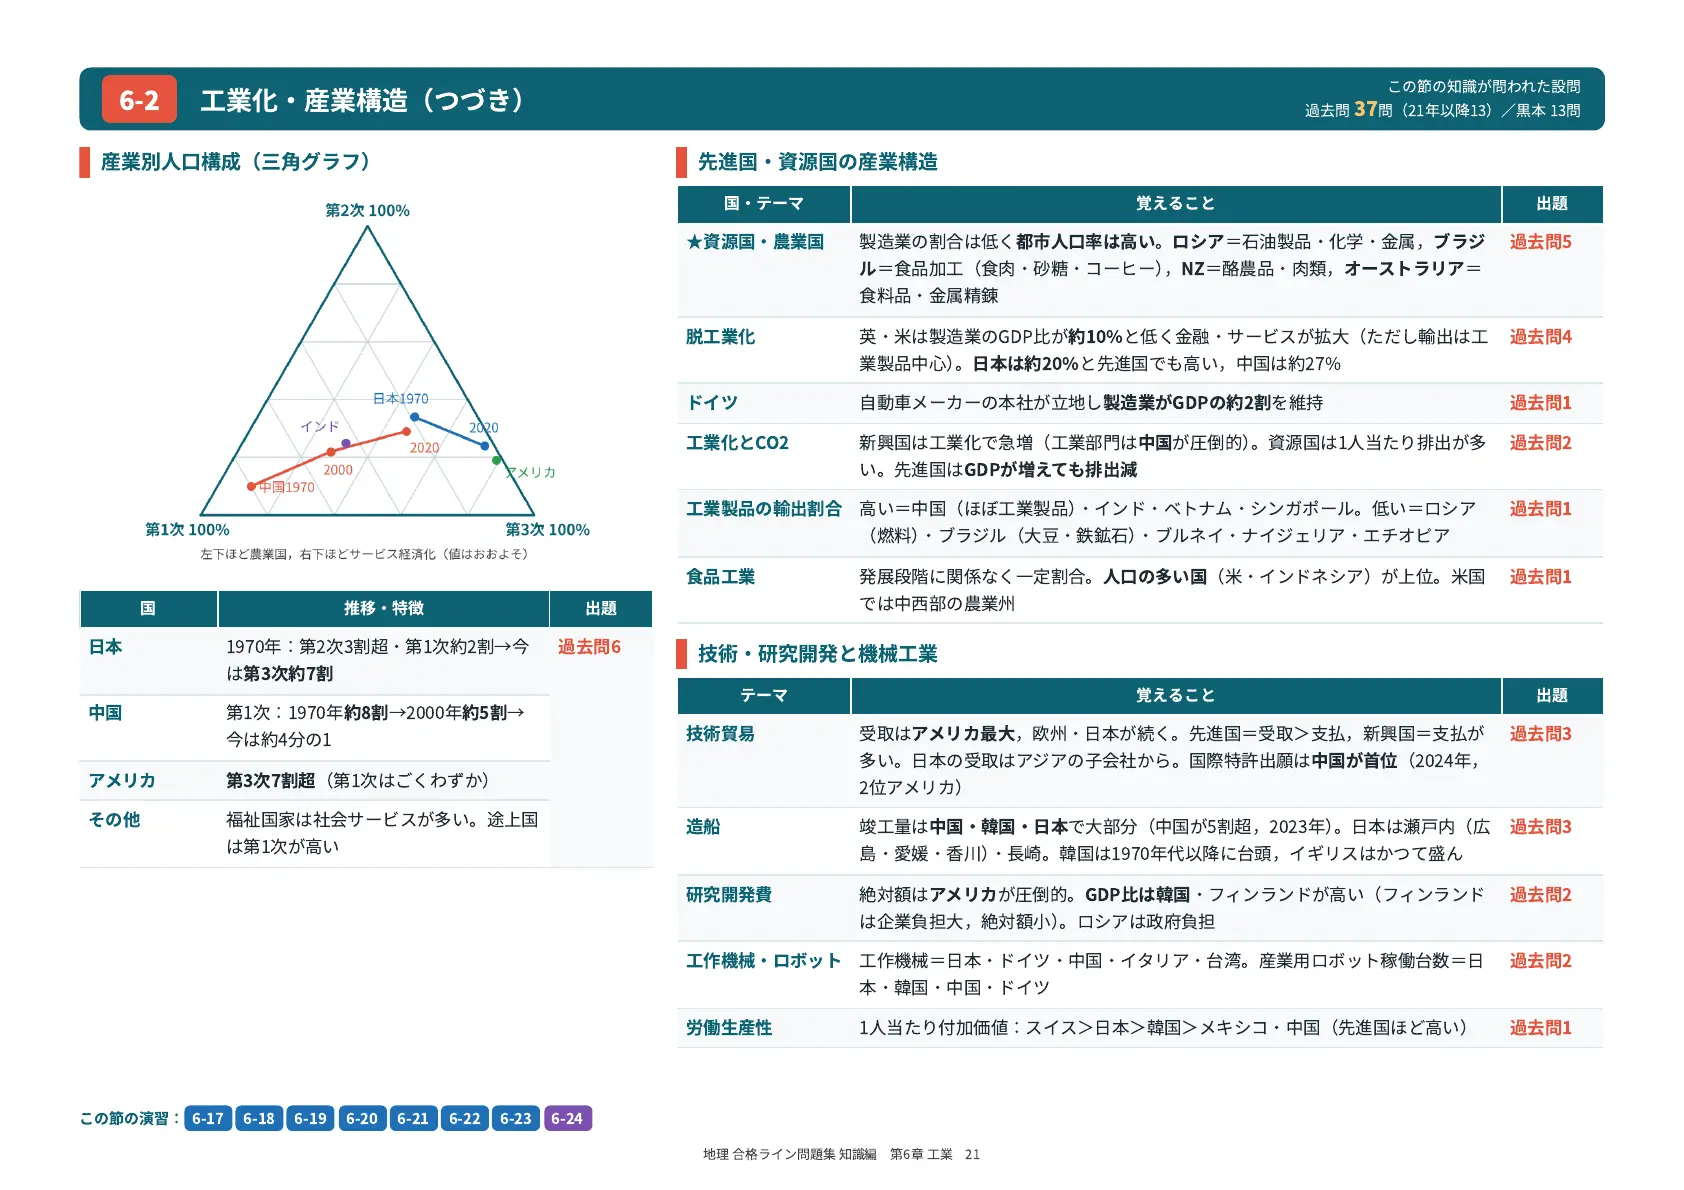 6-2 工業化・産業構造（つづき）
この節の知識が問われた設問
過去問 37問（21年以降13）／黒本 13問
産業別人口構成（三角グラフ）
第2次 100%
日本1970
インド
2020
2020
2000
アメリカ
中国1970
第1次 100%
第3次 100%
左下ほど農業国，右下ほどサービス経済化（値はおおよそ）
国 推移・特徴 出題
日本 1970年：第2次3割超・第1次約2割→今 過去問6
は第3次約7割
中国 第1次：1970年約8割→2000年約5割→
今は約4分の1
アメリカ 第3次7割超（第1次はごくわずか）
その他 福祉国家は社会サービスが多い。途上国
は第1次が高い
先進国・資源国の産業構造
国・テーマ 覚えること 出題
★資源国・農業国 製造業の割合は低く都市人口率は高い。ロシア＝石油製品・化学・金属，ブラジ 過去問5
ル＝食品加工（食肉・砂糖・コーヒー），NZ＝酪農品・肉類，オーストラリア＝
食料品・金属精錬
脱工業化 英・米は製造業のGDP比が約10%と低く金融・サービスが拡大（ただし輸出は工 過去問4
業製品中心）。日本は約20%と先進国でも高い，中国は約27%
ドイツ 自動車メーカーの本社が立地し製造業がGDPの約2割を維持 過去問1
工業化とCO2 新興国は工業化で急増（工業部門は中国が圧倒的）。資源国は1人当たり排出が多 過去問2
い。先進国はGDPが増えても排出減
工業製品の輸出割合 高い＝中国（ほぼ工業製品）・インド・ベトナム・シンガポール。低い＝ロシア 過去問1
（燃料）・ブラジル（大豆・鉄鉱石）・ブルネイ・ナイジェリア・エチオピア
食品工業 発展段階に関係なく一定割合。人口の多い国（米・インドネシア）が上位。米国 過去問1
では中西部の農業州
技術・研究開発と機械工業
テーマ 覚えること 出題
技術貿易 受取はアメリカ最大，欧州・日本が続く。先進国＝受取＞支払，新興国＝支払が 過去問3
多い。日本の受取はアジアの子会社から。国際特許出願は中国が首位（2024年，
2位アメリカ）
造船 竣工量は中国・韓国・日本で大部分（中国が5割超，2023年）。日本は瀬戸内（広 過去問3
島・愛媛・香川）・長崎。韓国は1970年代以降に台頭，イギリスはかつて盛ん
研究開発費 絶対額はアメリカが圧倒的。GDP比は韓国・フィンランドが高い（フィンランド 過去問2
は企業負担大，絶対額小）。ロシアは政府負担
工作機械・ロボット 工作機械＝日本・ドイツ・中国・イタリア・台湾。産業用ロボット稼働台数＝日 過去問2
本・韓国・中国・ドイツ
労働生産性 1人当たり付加価値：スイス＞日本＞韓国＞メキシコ・中国（先進国ほど高い） 過去問1
この節の演習： 6-17 6-18 6-19 6-20 6-21 6-22 6-23 6-24
地理 合格ライン問題集 知識編 第6章 工業 21